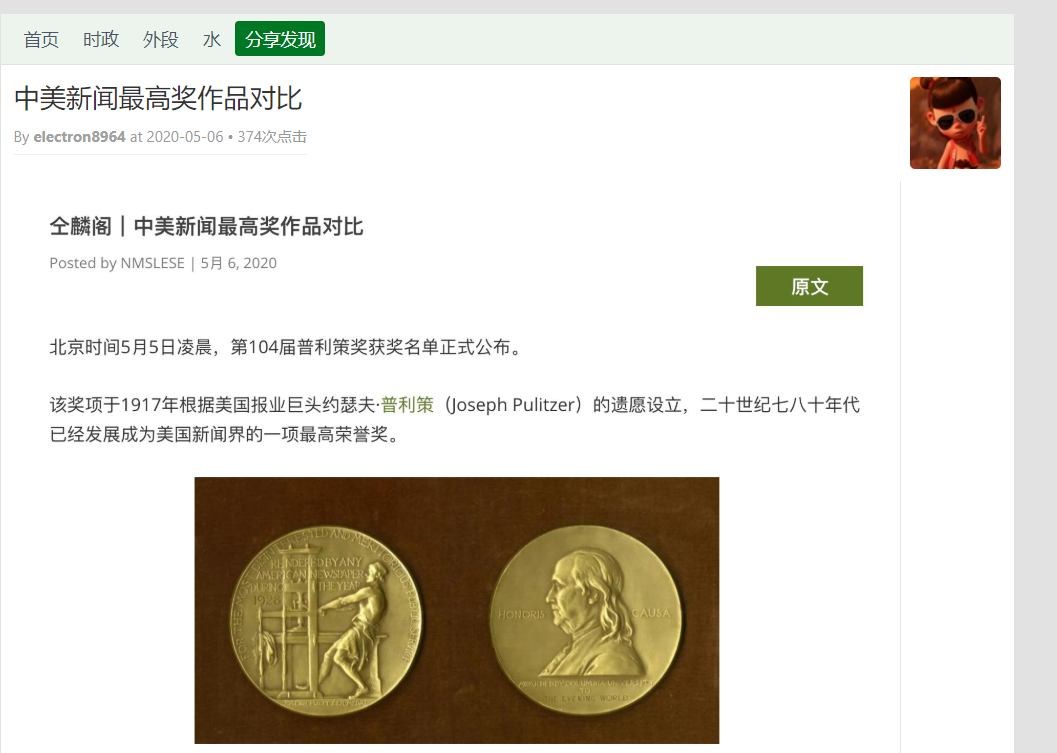 首页 时政 外段 水 分享发现
中美新闻最高奖作品对比
By electron8964 at 2020-05-06 • 374次点击
仝麟阁｜中美新闻最高奖作品对比
Posted by NMSLESE | 5月 6, 2020
原文
北京时间5月5日凌晨，第104届普利策奖获奖名单正式公布。
该奖项于1917年根据美国报业巨头约瑟夫·普利策（Joseph Pulitzer）的遗愿设立，二十世纪七八十年代
已经发展成为美国新闻界的一项最高荣誉奖。
RENDERED BY ANY
AMERICAN NEWSPAPER
DURING THE YEAR
1928
HONORIS CAUSA
AWARDED BY COLUMBIA UNIVERSITY
TO
THE EVENING WORLD